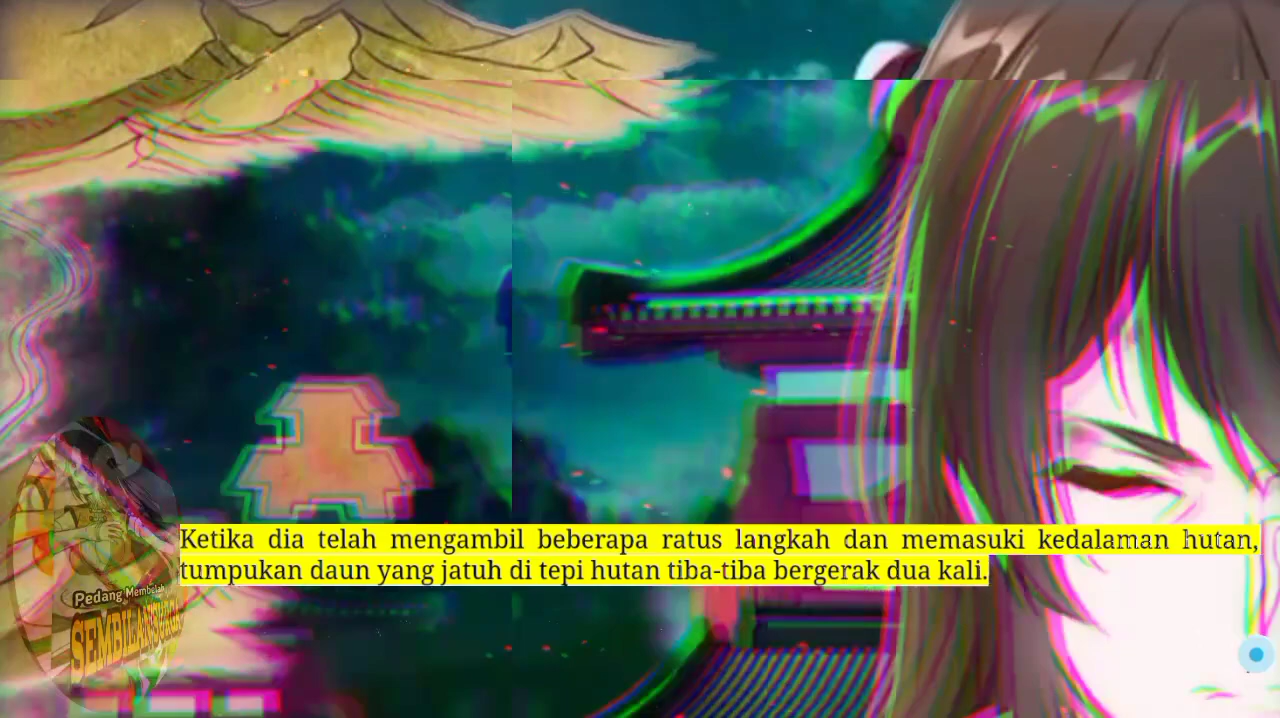 Ketika dia telah mengambil beberapa ratus langkah dan memasuki kedalaman hutan,
tumpukan daun yang jatuh di tepi hutan tiba-tiba bergerak dua kali.
Pedang Membelah
SEMBILAN SURGA